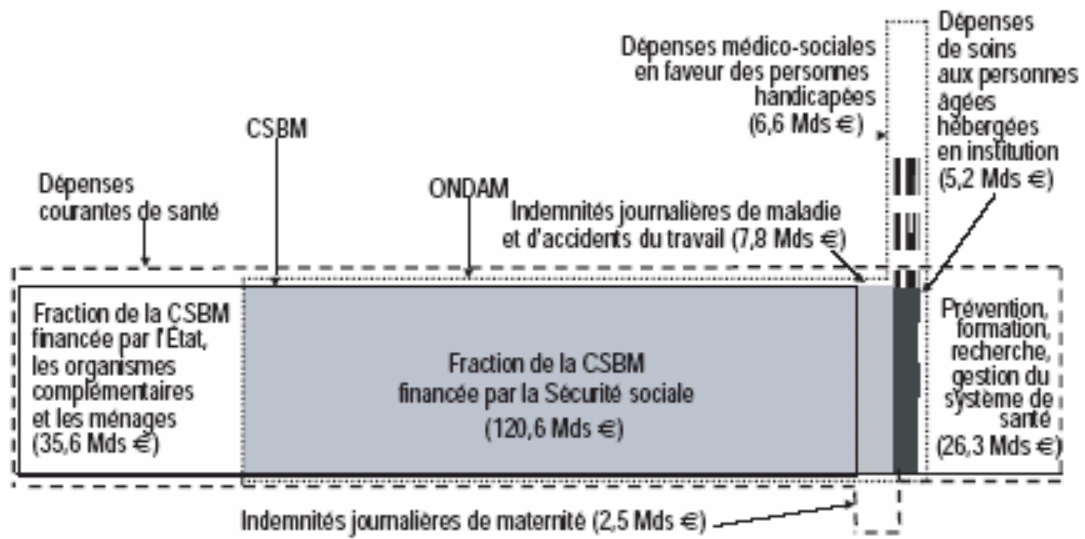 Dépenses
de soins
aux personnes
âgées
hébergées
en institution
(5,2 Mds €)
Dépenses médico-sociales
en faveur des personnes
handicapées
(6,6 Mds €)
CSBM
Dépenses
courantes de santé
ONDAM
Indemnités journalières de maladie
et d'accidents du travail (7,8 Mds €)
Fraction de la CSBM
financée par l'État,
les organismes
complémentaires
et les ménages
(35,6 Mds €)
Fraction de la CSBM
financée par la Sécurité sociale
(120,6 Mds €)
Prévention,
formation,
recherche,
gestion du
système de
santé
(26,3 Mds €)
Indemnités journalières de maternité (2,5 Mds €)